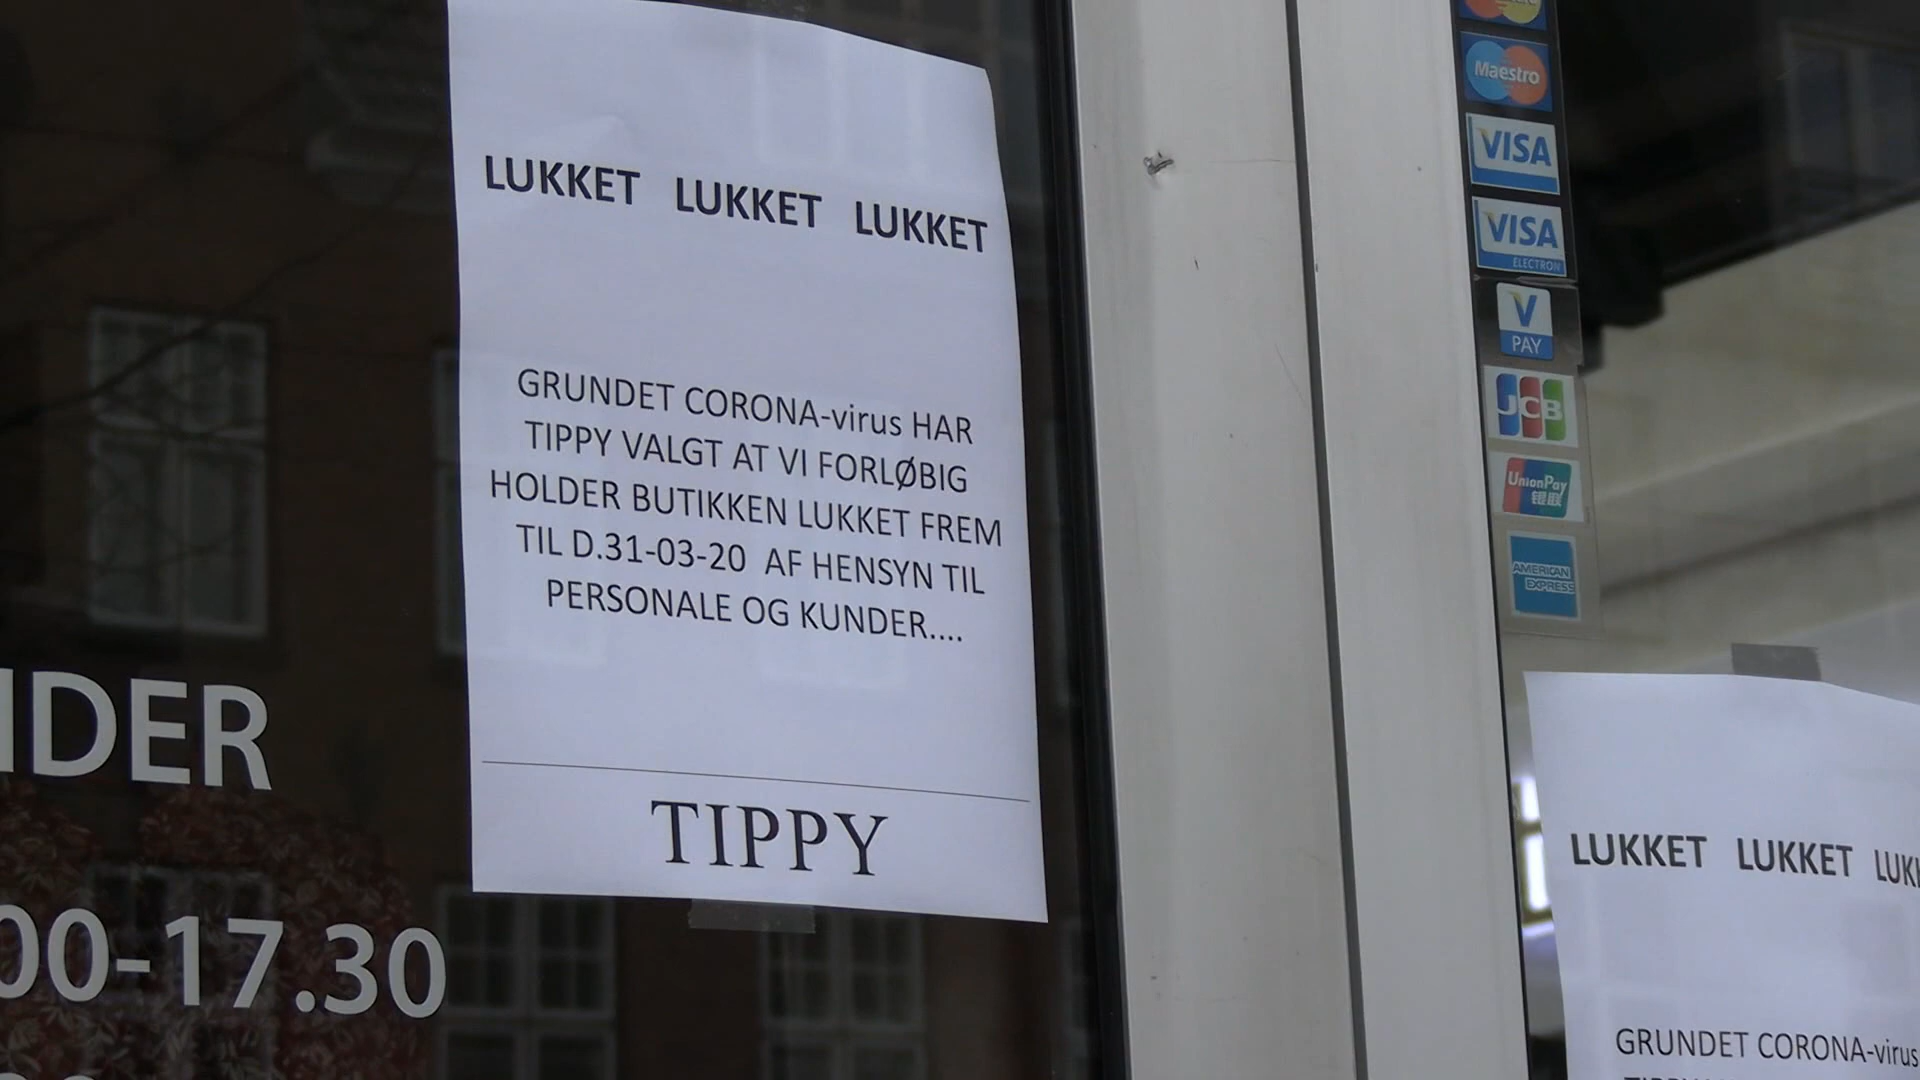 LUKKET LUKKET LUKKET
GRUNDET CORONA-virus HAR
TIPPY VALGT AT VI FORLØBIG
HOLDER BUTIKKEN LUKKET FREM
TIL D.31-03-20 AF HENSYN TIL
PERSONALE OG KUNDER....
TIPPY
00-17.30
Maestro
VISA
VISA
ELECTRON
V
PAY
JCB
UnionPay
银联
AMERICAN
EXPRESS
LUKKET LUKKET
GRUNDET CORONA-virus